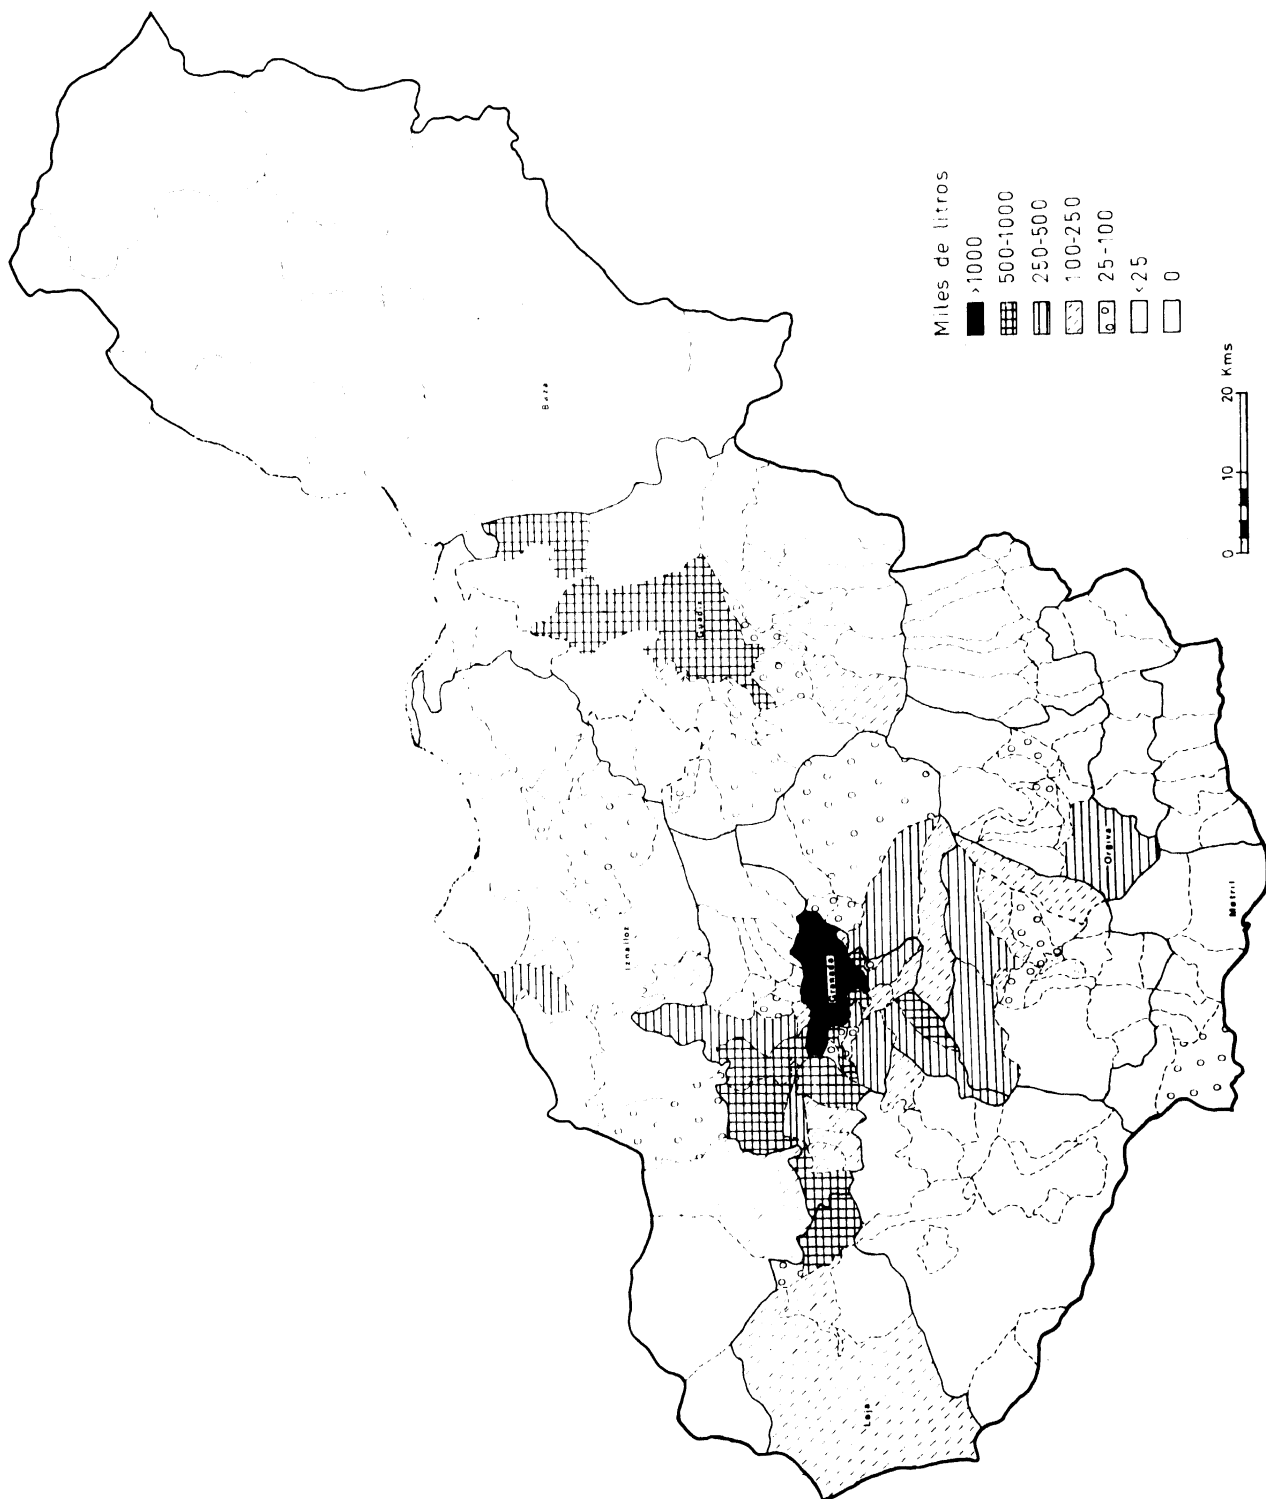 Miles de litros
>1000
500-1000
250-500
100-250
25-100
<25
0
0 10 20 Kms
Baza
Guadix
Iznalloz
Granada
Orgiva
Motril
Loja